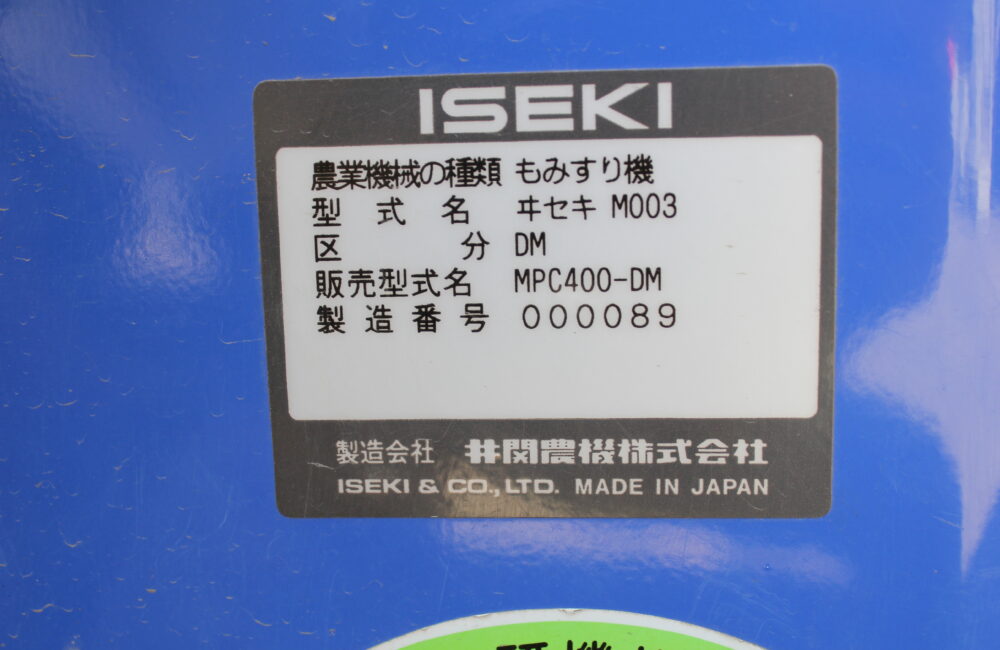 ISEKI
農業機械の種類 もみすり機
型式名 ヰセキ M003
区分 DM
販売型式名 MPC400-DM
製造番号 000089
製造会社 井関農機株式会社
ISEKI & CO., LTD. MADE IN JAPAN